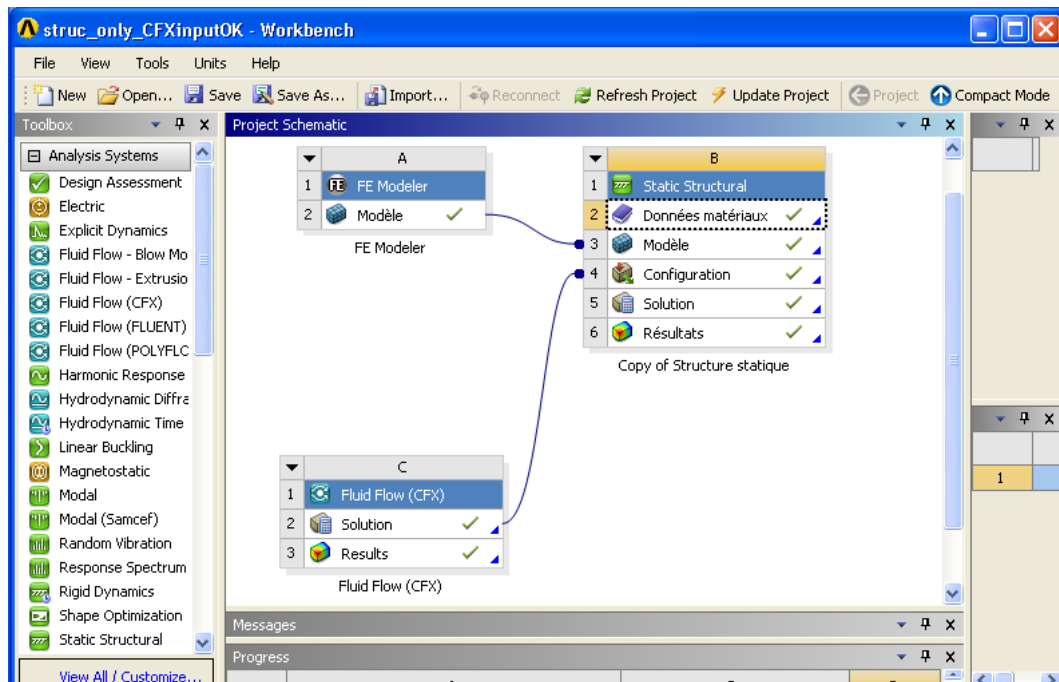 struc_only_CFXinputOK - Workbench
File View Tools Units Help
New Open... Save Save As... Import... Reconnect Refresh Project Update Project Project Compact Mode
Toolbox
Project Schematic
Analysis Systems
Design Assessment
Electric
Explicit Dynamics
Fluid Flow - Blow Mo
Fluid Flow - Extrusio
Fluid Flow (CFX)
Fluid Flow (FLUENT)
Fluid Flow (POLYFLC
Harmonic Response
Hydrodynamic Diffra
Hydrodynamic Time
Linear Buckling
Magnetostatic
Modal
Modal (Samcef)
Random Vibration
Response Spectrum
Rigid Dynamics
Shape Optimization
Static Structural
View All / Customize...
A
1 FE FE Modeler
2 Modèle
FE Modeler
B
1 Static Structural
2 Données matériaux
3 Modèle
4 Configuration
5 Solution
6 Résultats
Copy of Structure statique
C
1 Fluid Flow (CFX)
2 Solution
3 Results
Fluid Flow (CFX)
Messages
Progress
1